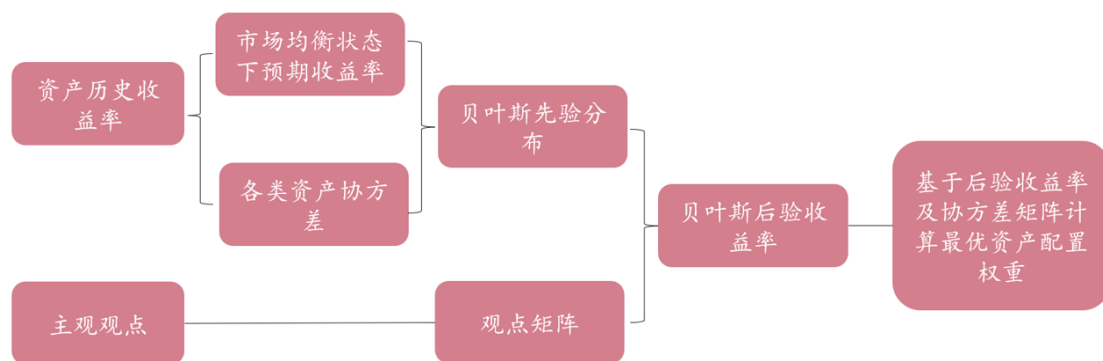 资产历史收
益率
市场均衡状态
下预期收益率
各类资产协方
差
贝叶斯先验分
布
主观观点
观点矩阵
贝叶斯后验收
益率
基于后验收益率
及协方差矩阵计
算最优资产配置
权重